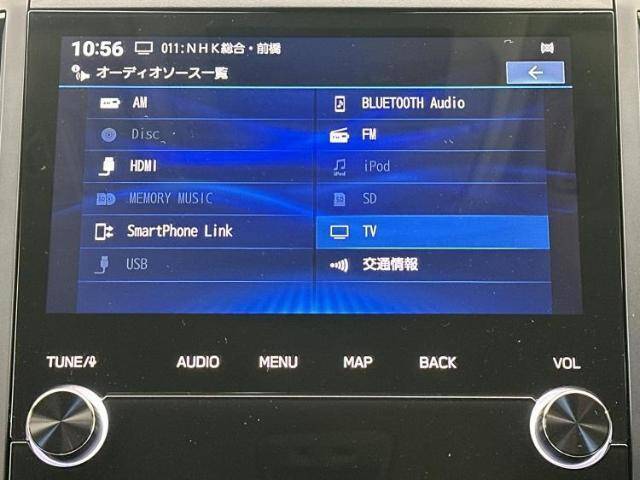 10:56 011:NHK総合・前橋
オーディオソース一覧
AM
BLUETOOTH Audio
Disc
FM
HDMI
iPod
MEMORY MUSIC
SD
SmartPhone Link
TV
USB
交通情報
TUNE/ AUDIO MENU MAP BACK VOL